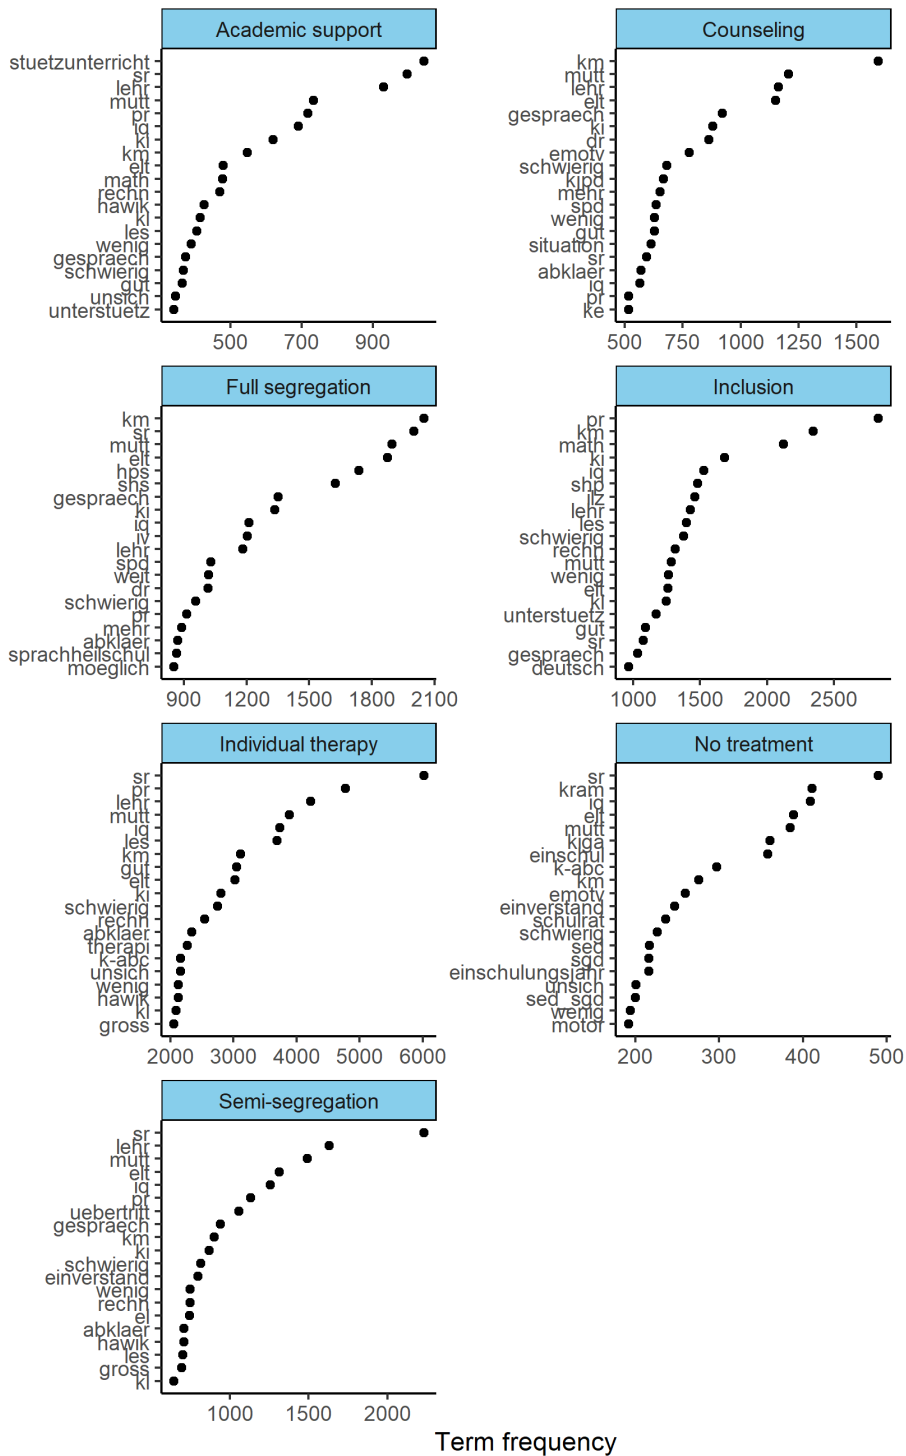 Academic support
stuetzunterricht
sr
lehr
mutt
pr
iq
ki
km
elt
math
rechn
hawik
kl
les
wenig
gespraech
schwierig
gut
unsich
unterstuetz
500 700 900
Counseling
km
mutt
lehr
elt
gespraech
ki
dr
emotv
schwierig
kjpd
mehr
spd
wenig
gut
situation
sr
abklaer
iq
pr
ke
500 750 1000 1250 1500
Full segregation
km
sr
mutt
elt
hps
shs
gespraech
ki
iq
iv
lehr
spd
weit
dr
schwierig
pr
mehr
abklaer
sprachheilschul
moeglich
900 1200 1500 1800 2100
Inclusion
pr
km
math
ki
iq
shp
ilz
lehr
les
schwierig
rechn
mutt
wenig
elt
kl
unterstuetz
gut
sr
gespraech
deutsch
1000 1500 2000 2500
Individual therapy
sr
pr
lehr
mutt
iq
les
km
gut
elt
ki
schwierig
rechn
abklaer
therapi
k-abc
unsich
wenig
hawik
kl
gross
2000 3000 4000 5000 6000
No treatment
sr
kram
iq
elt
mutt
kiga
einschul
k-abc
km
emotv
einverstand
schulrat
schwierig
sed
sgd
einschulungsjahr
unsich
sed_sgd
wenig
motor
200 300 400 500
Semi-segregation
sr
lehr
mutt
elt
iq
pr
uebertritt
gespraech
km
ki
schwierig
einverstand
wenig
rechn
el
abklaer
hawik
les
gross
kl
1000 1500 2000
Term frequency